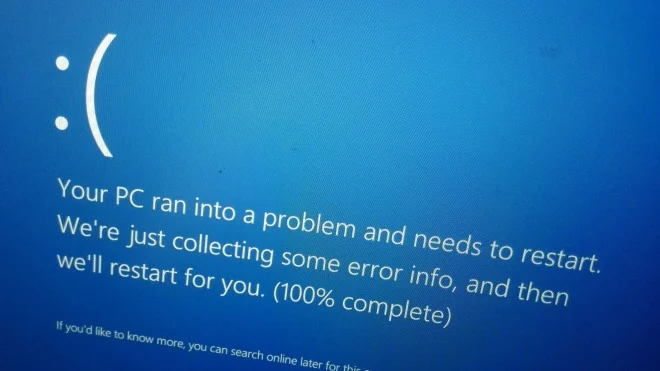 :(
Your PC ran into a problem and needs to restart.
We're just collecting some error info, and then
we'll restart for you. (100% complete)
If you'd like to know more, you can search online later for this